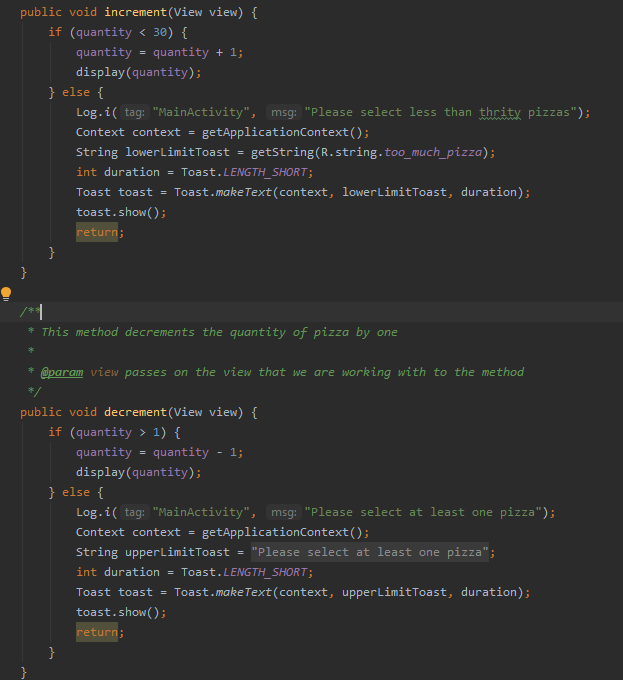 public void increment(View view) {
if (quantity < 30) {
quantity = quantity + 1;
display(quantity);
} else {
Log.i( tag: "MainActivity", msg: "Please select less than thrity pizzas");
Context context = getApplicationContext();
String lowerLimitToast = getString(R.string.too_much_pizza);
int duration = Toast.LENGTH_SHORT;
Toast toast = Toast.makeText(context, lowerLimitToast, duration);
toast.show();
return;
}
}
/**
* This method decrements the quantity of pizza by one
*
* @param view passes on the view that we are working with to the method
*/
public void decrement(View view) {
if (quantity > 1) {
quantity = quantity - 1;
display(quantity);
} else {
Log.i( tag: "MainActivity", msg: "Please select at least one pizza");
Context context = getApplicationContext();
String upperLimitToast = "Please select at least one pizza";
int duration = Toast.LENGTH_SHORT;
Toast toast = Toast.makeText(context, upperLimitToast, duration);
toast.show();
return;
}
}